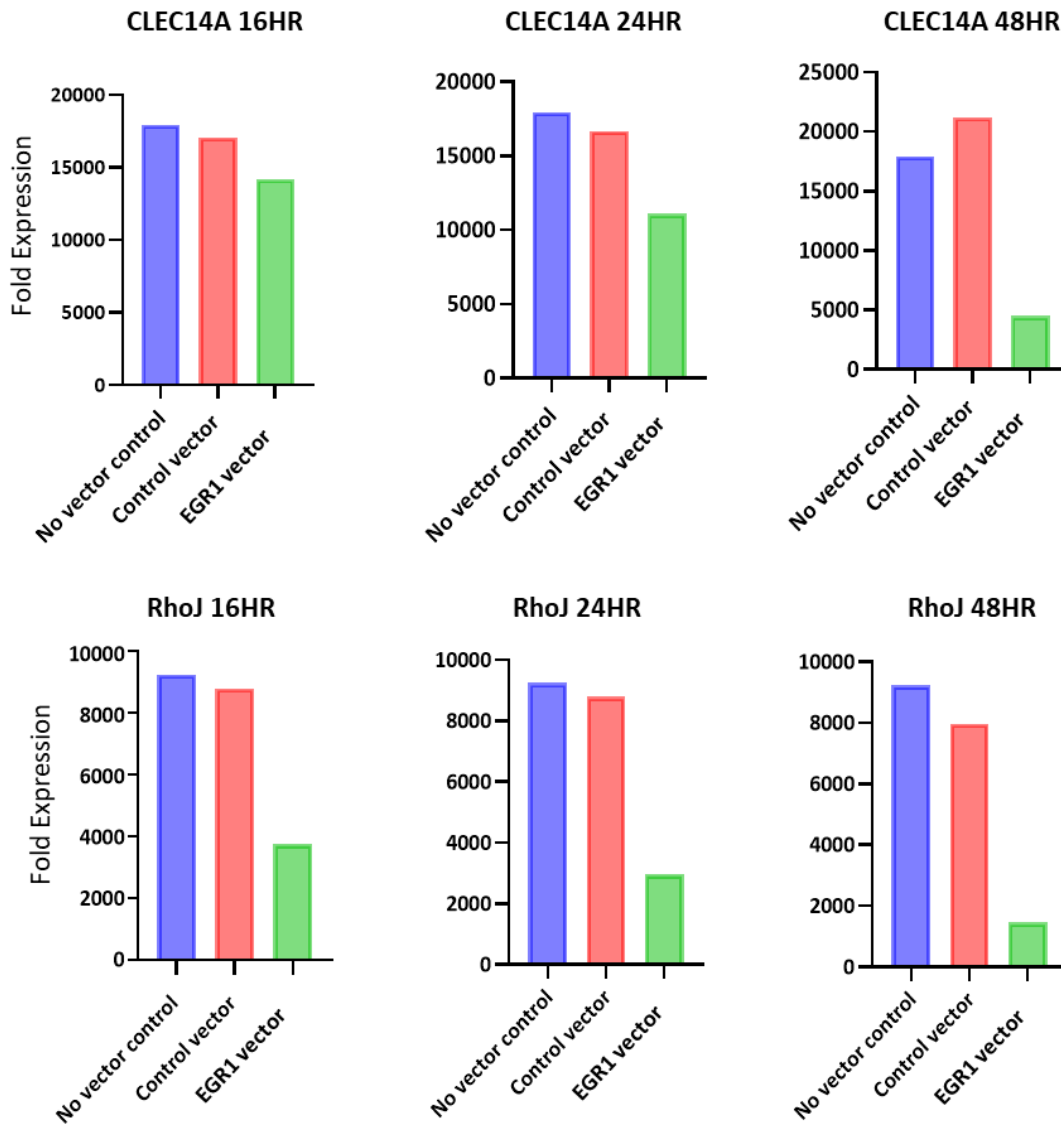 CLEC14A 16HR
CLEC14A 24HR
CLEC14A 48HR
Fold Expression
20000
15000
10000
5000
0
No vector control
Control vector
EGR1 vector
20000
15000
10000
5000
0
No vector control
Control vector
EGR1 vector
25000
20000
15000
10000
5000
0
No vector control
Control vector
EGR1 vector
RhoJ 16HR
RhoJ 24HR
RhoJ 48HR
Fold Expression
10000
8000
6000
4000
2000
0
No vector control
Control vector
EGR1 vector
10000
8000
6000
4000
2000
0
No vector control
Control vector
EGR1 vector
10000
8000
6000
4000
2000
0
No vector control
Control vector
EGR1 vector